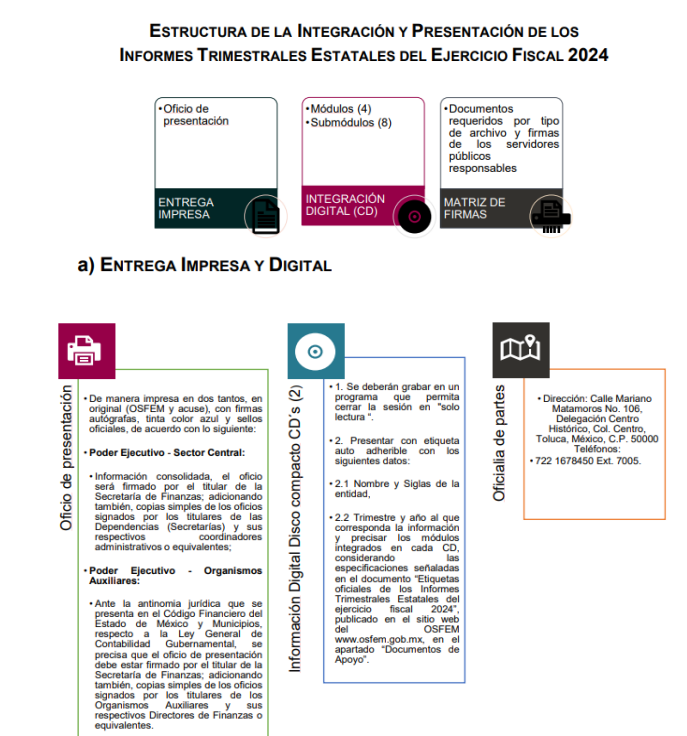 ESTRUCTURA DE LA INTEGRACIÓN Y PRESENTACIÓN DE LOS
INFORMES TRIMESTRALES ESTATALES DEL EJERCICIO FISCAL 2024
•Oficio de
presentación
ENTREGA
IMPRESA
•Módulos (4)
•Submódulos (8)
INTEGRACIÓN
DIGITAL (CD)
•Documentos
requeridos por tipo
de archivo y firmas
de los servidores
públicos
responsables
MATRIZ DE
FIRMAS
a) ENTREGA IMPRESA Y DIGITAL
Oficio de presentación
• De manera impresa en dos tantos, en
original (OSFEM y acuse), con firmas
autógrafas, tinta color azul y sellos
oficiales, de acuerdo con lo siguiente:
• Poder Ejecutivo - Sector Central:
• Información consolidada, el oficio
será firmado por el titular de la
Secretaría de Finanzas; adicionando
también, copias simples de los oficios
signados por los titulares de las
Dependencias (Secretarías) y sus
respectivos coordinadores
administrativos o equivalentes;
• Poder Ejecutivo - Organismos
Auxiliares:
• Ante la antinomia jurídica que se
presenta en el Código Financiero del
Estado de México y Municipios,
respecto a la Ley General de
Contabilidad Gubernamental, se
precisa que el oficio de presentación
debe estar firmado por el titular de la
Secretaría de Finanzas; adicionando
también, copias simples de los oficios
signados por los titulares de los
Organismos Auxiliares y sus
respectivos Directores de Finanzas o
equivalentes.
Información Digital Disco compacto CD´s (2)
• 1. Se deberán grabar en un
programa que permita
cerrar la sesión en "solo
lectura ".
• 2. Presentar con etiqueta
auto adherible con los
siguientes datos:
• 2.1 Nombre y Siglas de la
entidad,
• 2.2 Trimestre y año al que
corresponda la información
y precisar los módulos
integrados en cada CD,
considerando las
especificaciones señaladas
en el documento “Etiquetas
oficiales de los Informes
Trimestrales Estatales del
ejercicio fiscal 2024”,
publicado en el sitio web
del OSFEM
www.osfem.gob.mx, en el
apartado “Documentos de
Apoyo”.
Oficialia de partes
• Dirección: Calle Mariano
Matamoros No. 106,
Delegación Centro
Histórico, Col. Centro,
Toluca, México, C.P. 50000
Teléfonos:
• 722 1678450 Ext. 7005.